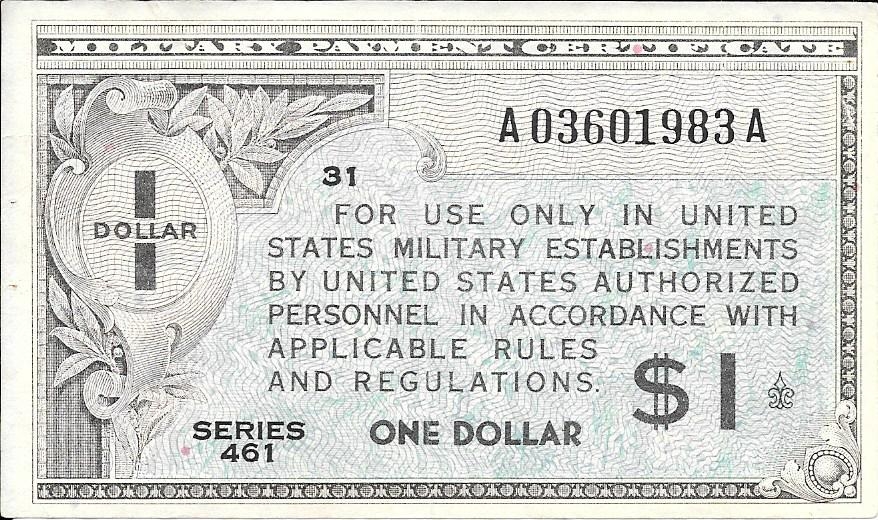 MILITARY PAYMENT CERTIFICATE
A03601983A
31
1
DOLLAR
FOR USE ONLY IN UNITED
STATES MILITARY ESTABLISHMENTS
BY UNITED STATES AUTHORIZED
PERSONNEL IN ACCORDANCE WITH
APPLICABLE RULES
AND REGULATIONS.
$1
SERIES
461
ONE DOLLAR